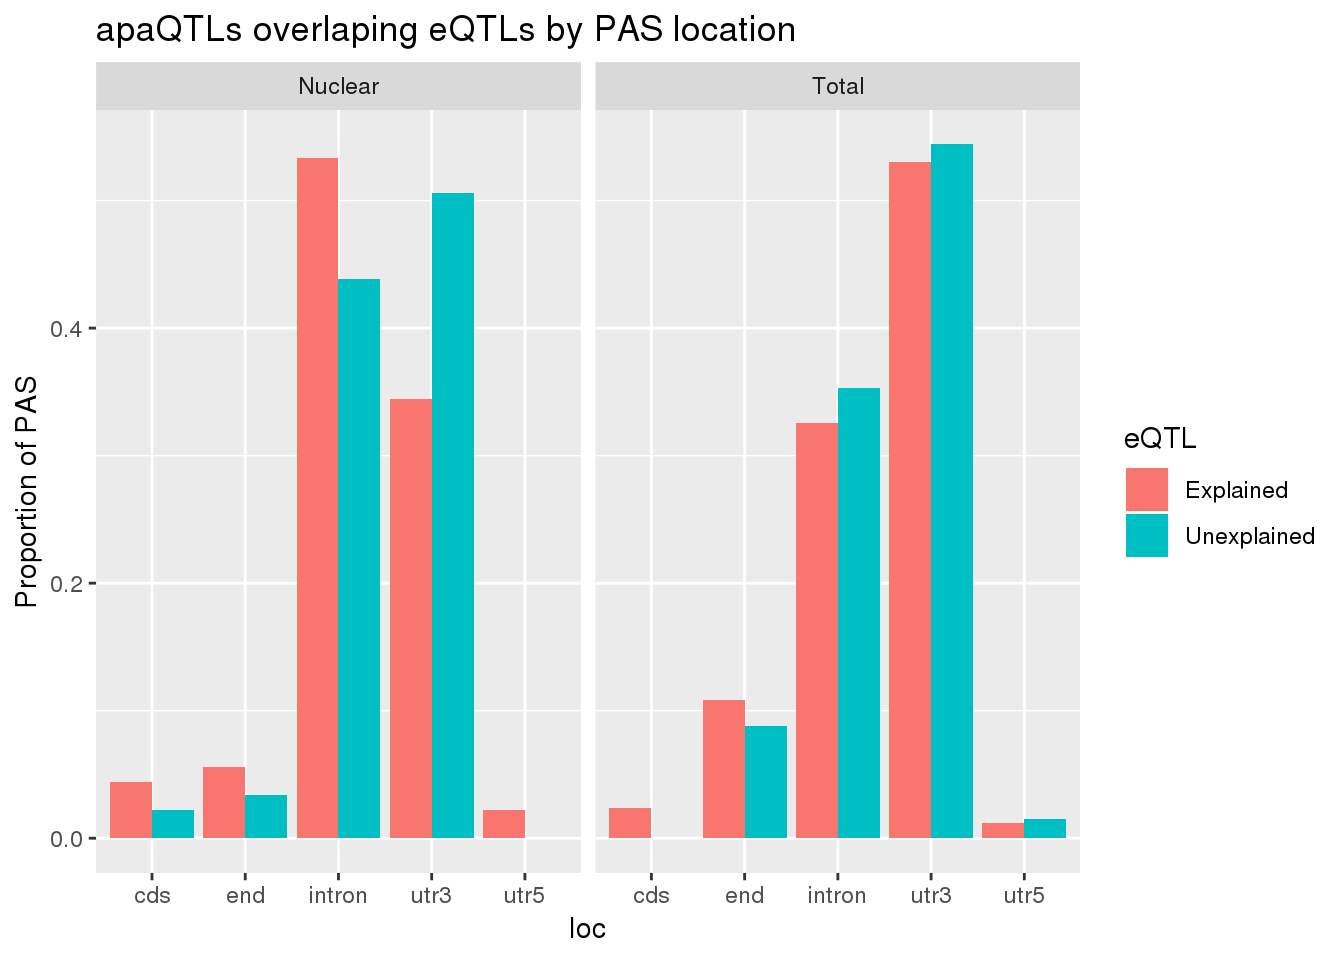 apaQTLs overlaping eQTLs by PAS location
Nuclear
Total
Proportion of PAS
0.4
0.2
0.0
cds end intron utr3 utr5
cds end intron utr3 utr5
loc
eQTL
Explained
Unexplained